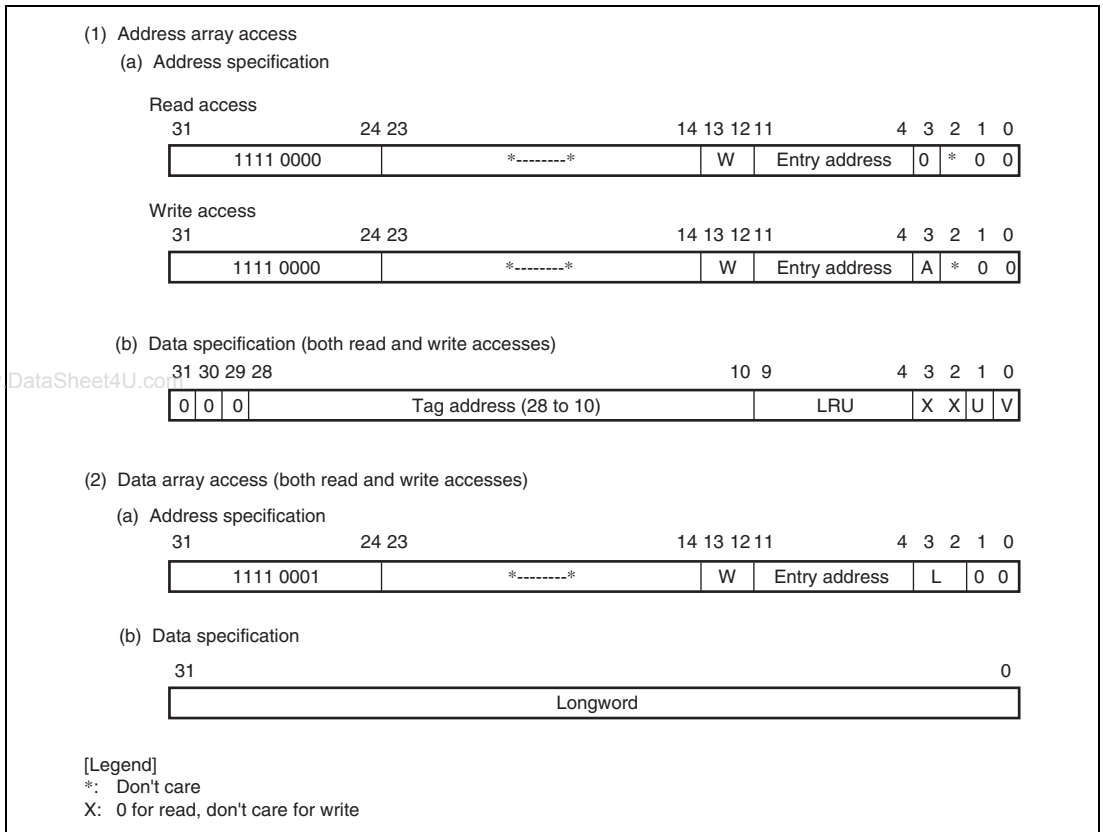 (1) Address array access
(a) Address specification
Read access
31 24 23 14 13 12 11 4 3 2 1 0
1111 0000 *--------* W Entry address 0 * 0 0
Write access
31 24 23 14 13 12 11 4 3 2 1 0
1111 0000 *--------* W Entry address A * 0 0
(b) Data specification (both read and write accesses)
31 30 29 28 10 9 4 3 2 1 0
.DataSheet4U.com
0 0 0 Tag address (28 to 10) LRU X X U V
(2) Data array access (both read and write accesses)
(a) Address specification
31 24 23 14 13 12 11 4 3 2 1 0
1111 0001 *--------* W Entry address L 0 0
(b) Data specification
31 0
Longword
[Legend]
*: Don't care
X: 0 for read, don't care for write